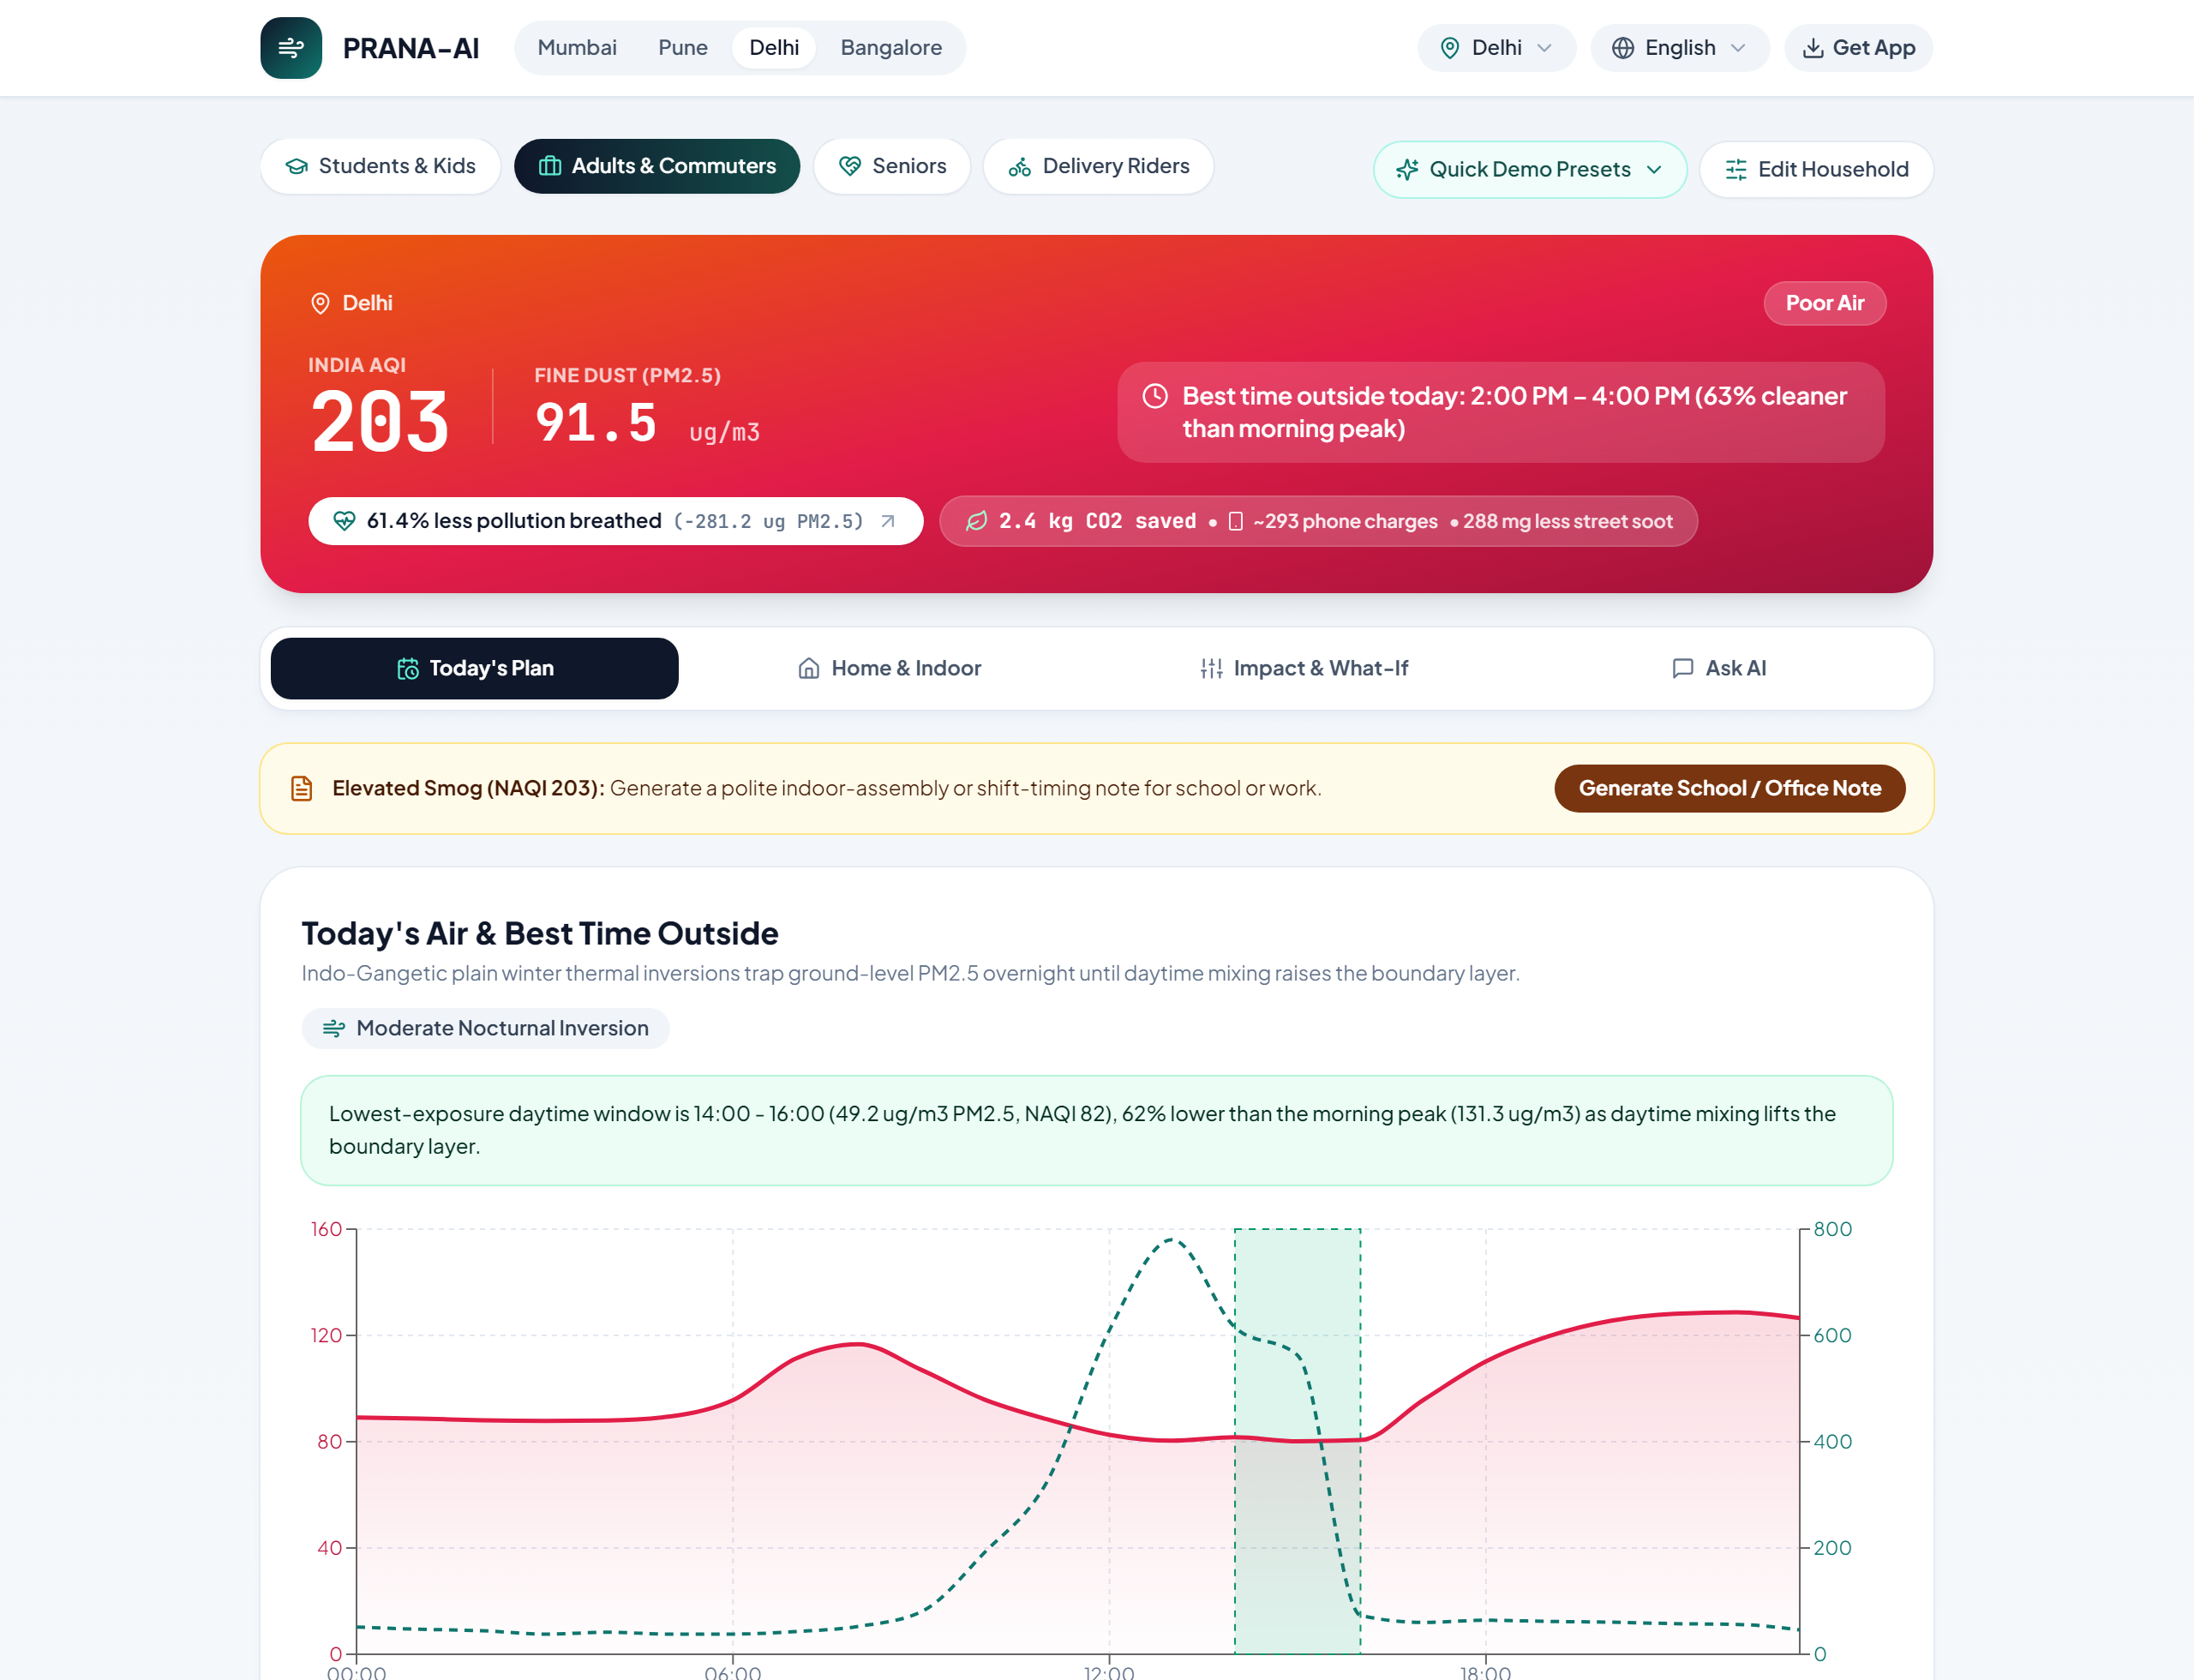 PRANA-AI
Mumbai Pune Delhi Bangalore
Delhi English Get App
Students & Kids Adults & Commuters Seniors Delivery Riders
Quick Demo Presets Edit Household
Delhi
Poor Air
INDIA AQI
203
FINE DUST (PM2.5)
91.5 ug/m3
Best time outside today: 2:00 PM – 4:00 PM (63% cleaner
than morning peak)
61.4% less pollution breathed (-281.2 ug PM2.5)
2.4 kg CO2 saved • ~293 phone charges • 288 mg less street soot
Today's Plan Home & Indoor Impact & What-If Ask AI
Elevated Smog (NAQI 203): Generate a polite indoor-assembly or shift-timing note for school or work.
Generate School / Office Note
Today's Air & Best Time Outside
Indo-Gangetic plain winter thermal inversions trap ground-level PM2.5 overnight until daytime mixing raises the boundary layer.
Moderate Nocturnal Inversion
Lowest-exposure daytime window is 14:00 - 16:00 (49.2 ug/m3 PM2.5, NAQI 82), 62% lower than the morning peak (131.3 ug/m3) as daytime mixing lifts the
boundary layer.
160 800
120 600
80 400
40 200
0 0
00:00 06:00 12:00 18:00